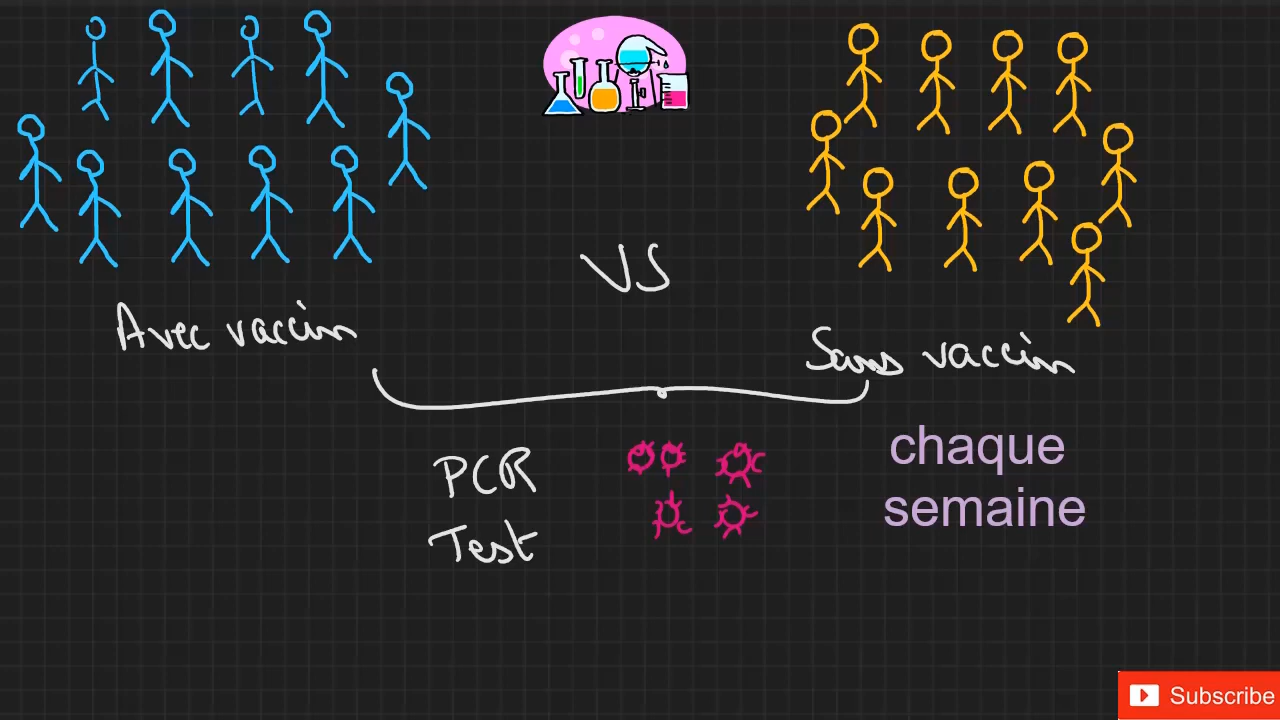 VS
Avec vaccin
Sans vaccin
PCR
Test
chaque
semaine
Subscribe